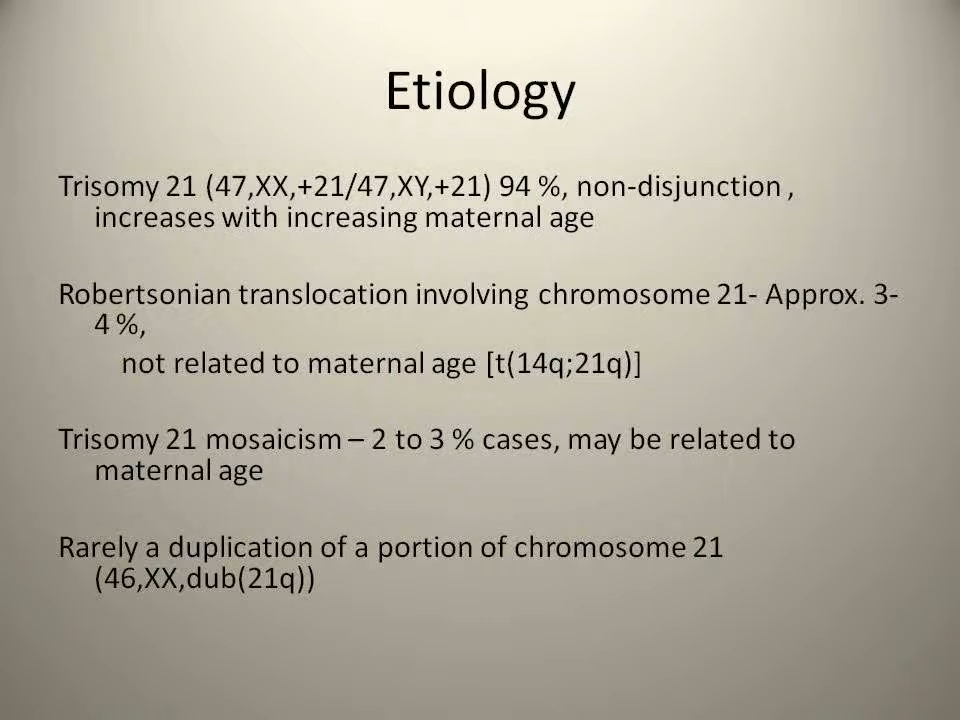 Etiology
Trisomy 21 (47,XX,+21/47,XY,+21) 94 %, non-disjunction ,
increases with increasing maternal age
Robertsonian translocation involving chromosome 21- Approx. 3-
4 %,
not related to maternal age [t(14q;21q)]
Trisomy 21 mosaicism – 2 to 3 % cases, may be related to
maternal age
Rarely a duplication of a portion of chromosome 21
(46,XX,dub(21q))